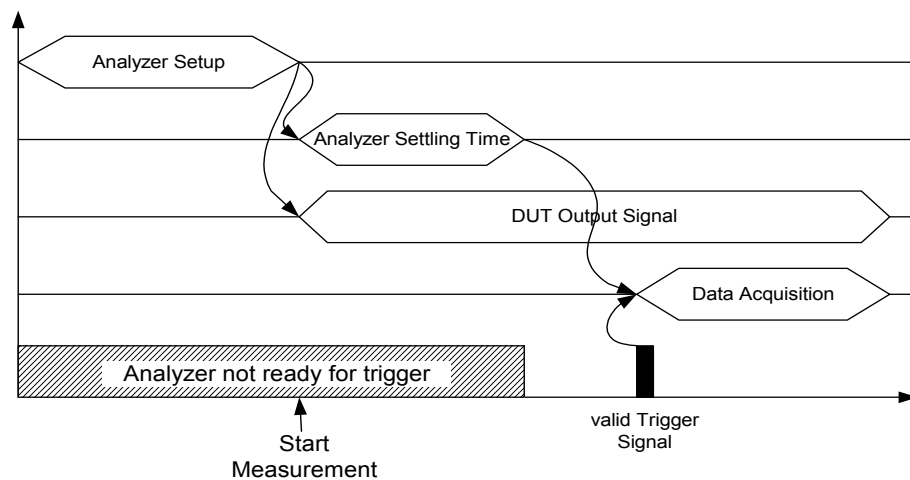 Analyzer Setup
Analyzer Settling Time
DUT Output Signal
Data Acquisition
Analyzer not ready for trigger
valid Trigger
Signal
Start
Measurement